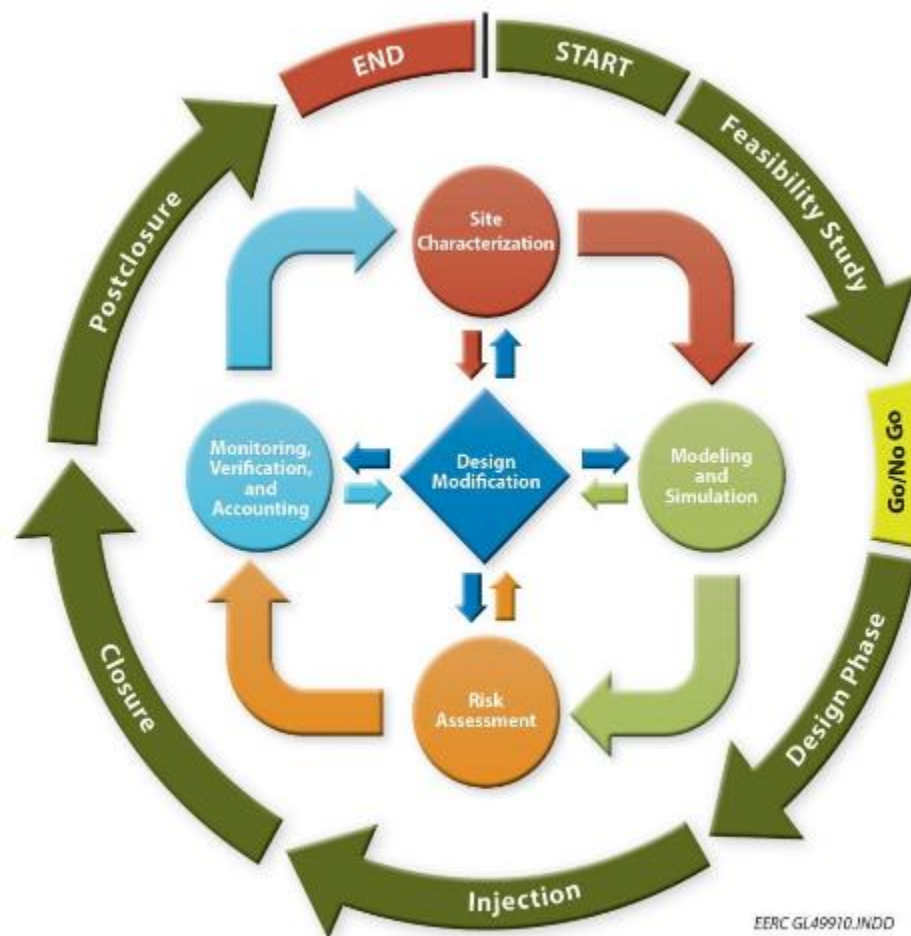 END
START
Feasibility Study
Go/No Go
Design Phase
Injection
Closure
Postclosure
Site
Characterization
Modeling
and
Simulation
Risk
Assessment
Monitoring,
Verification,
and
Accounting
Design
Modification
EERC GL49910.INDD